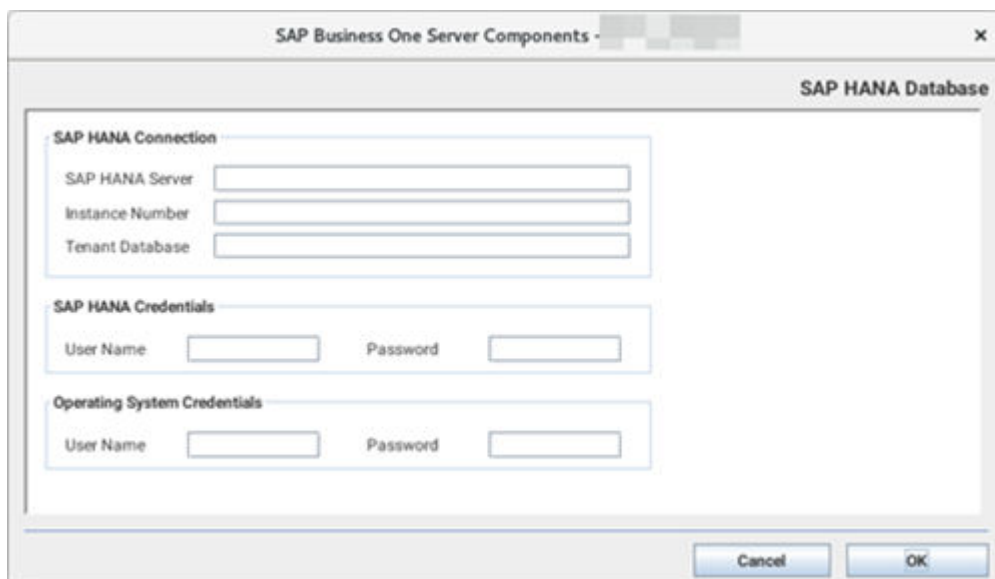 SAP Business One Server Components -
SAP HANA Database
SAP HANA Connection
SAP HANA Server
Instance Number
Tenant Database
SAP HANA Credentials
User Name Password
Operating System Credentials
User Name Password
Cancel OK